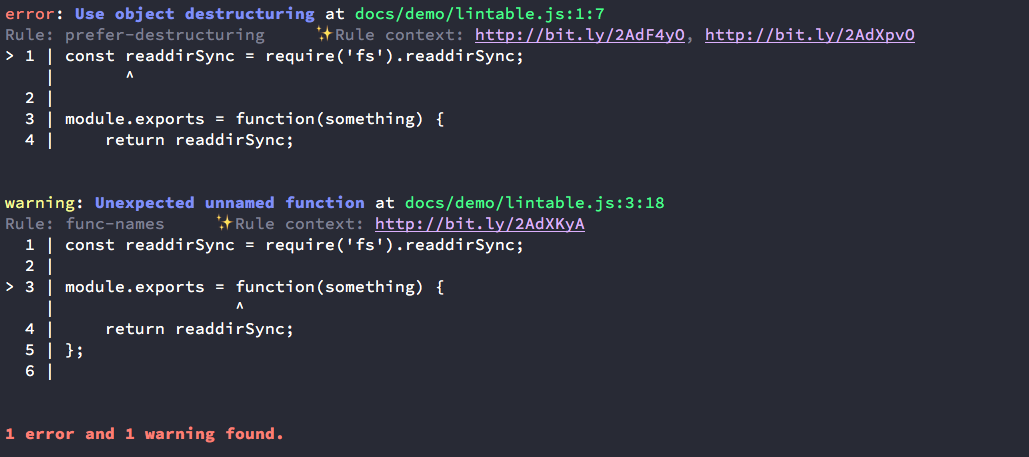 error: Use object destructuring at docs/demo/lintable.js:1:7
Rule: prefer-destructuring     ✨Rule context: http://bit.ly/2AdF4yO, http://bit.ly/2AdXpvO
> 1 | const readdirSync = require('fs').readdirSync;
    |       ^
  2 |
  3 | module.exports = function(something) {
  4 |     return readdirSync;
warning: Unexpected unnamed function at docs/demo/lintable.js:3:18
Rule: func-names     ✨Rule context: http://bit.ly/2AdXKyA
  1 | const readdirSync = require('fs').readdirSync;
  2 |
> 3 | module.exports = function(something) {
    |                  ^
  4 |     return readdirSync;
  5 | };
  6 |
1 error and 1 warning found.